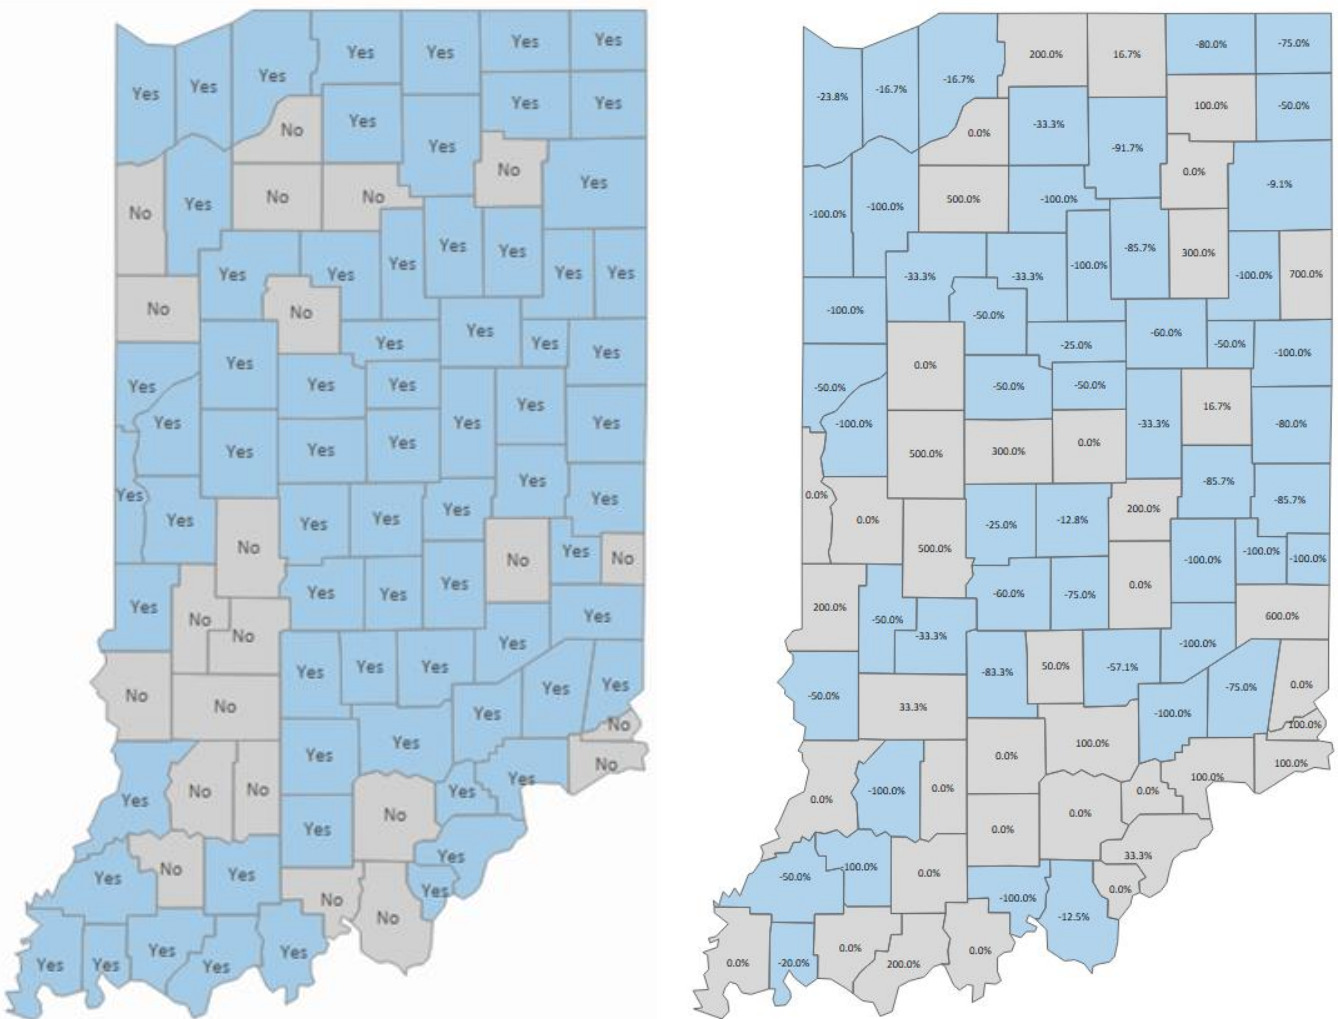 Yes Yes Yes Yes
Yes Yes Yes
Yes Yes Yes
No Yes
Yes
No Yes
No Yes No No
Yes Yes
Yes Yes Yes Yes Yes
No No
Yes Yes Yes Yes
Yes Yes Yes Yes
Yes Yes Yes Yes
Yes Yes Yes
Yes Yes Yes
Yes Yes Yes Yes Yes
No No Yes No
Yes Yes Yes Yes
No No Yes Yes
Yes Yes Yes Yes
No No Yes Yes
Yes No
Yes Yes No
Yes No No Yes Yes
Yes No
Yes Yes
Yes No Yes Yes
No No
Yes Yes Yes Yes Yes
200.0% 16.7% -80.0% -75.0%
-23.8% -16.7% -16.7% 100.0% -50.0%
0.0% -33.3%
-91.7%
0.0% -9.1%
-100.0% -100.0% 500.0% -100.0%
-33.3% -33.3% -100.0% -85.7% 300.0% -100.0% 700.0%
-100.0% -50.0%
-60.0%
-25.0% -50.0% -100.0%
0.0%
-50.0% -50.0% -50.0%
16.7%
-100.0% -33.3% -80.0%
500.0% 300.0% 0.0%
-85.7%
0.0% -85.7%
0.0% -25.0% -12.8% 200.0%
500.0% -100.0% -100.0% -100.0%
200.0% -50.0% -60.0% -75.0% 0.0% 600.0%
-33.3% -100.0%
-50.0% -83.3% 50.0% -57.1% -75.0% 0.0%
33.3% -100.0% 100.0%
0.0% 100.0% 100.0%
0.0% -100.0% 0.0% 100.0%
0.0% 0.0% 0.0%
-50.0% -100.0% 0.0% 33.3%
-100.0% 0.0%
-12.5%
0.0% -20.0% 0.0% 200.0% 0.0%